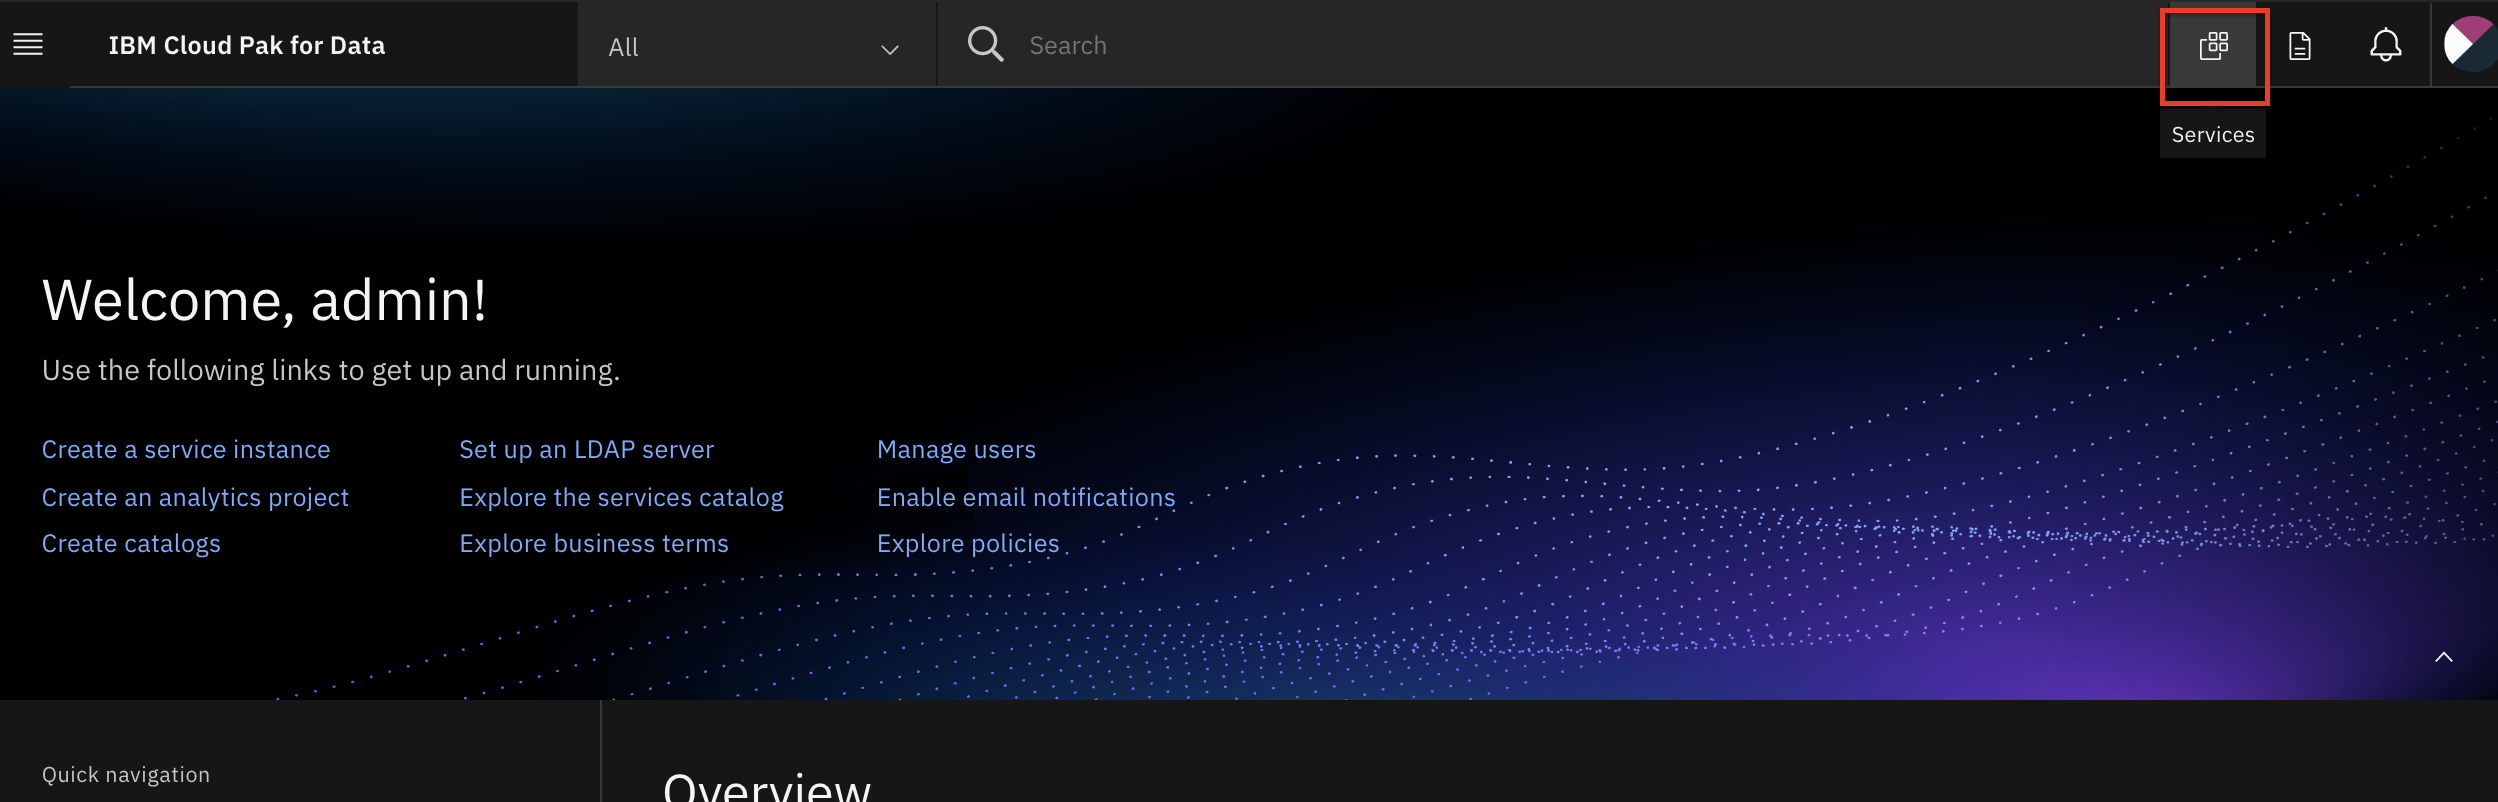 IBM Cloud Pak for Data
All
Search
Services
Welcome, admin!
Use the following links to get up and running.
Create a service instance
Set up an LDAP server
Manage users
Create an analytics project
Explore the services catalog
Enable email notifications
Create catalogs
Explore business terms
Explore policies
Quick navigation
Overview